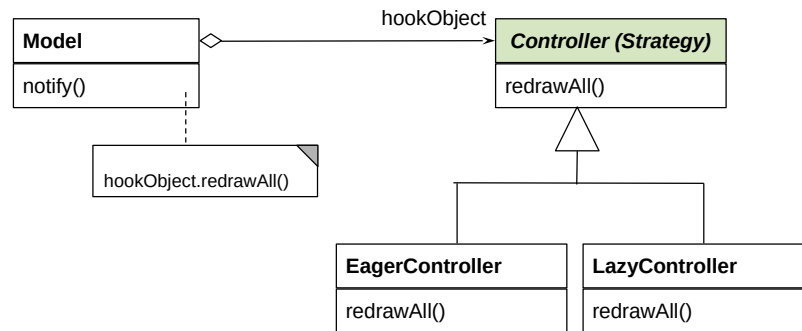 hookObject
Model
Controller (Strategy)
notify()
redrawAll()
hookObject.redrawAll()
EagerController
LazyController
redrawAll()
redrawAll()